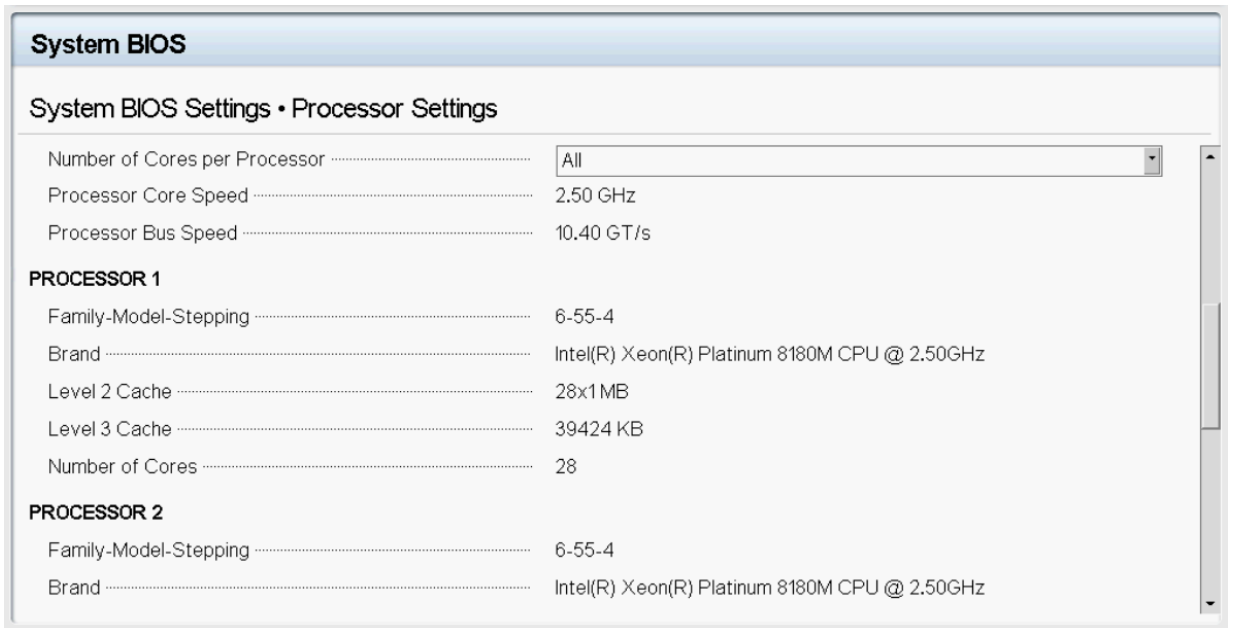 System BIOS
System BIOS Settings • Processor Settings
Number of Cores per Processor All
Processor Core Speed 2.50 GHz
Processor Bus Speed 10.40 GT/s
PROCESSOR 1
Family-Model-Stepping 6-55-4
Brand Intel(R) Xeon(R) Platinum 8180M CPU @ 2.50GHz
Level 2 Cache 28x1 MB
Level 3 Cache 39424 KB
Number of Cores 28
PROCESSOR 2
Family-Model-Stepping 6-55-4
Brand Intel(R) Xeon(R) Platinum 8180M CPU @ 2.50GHz